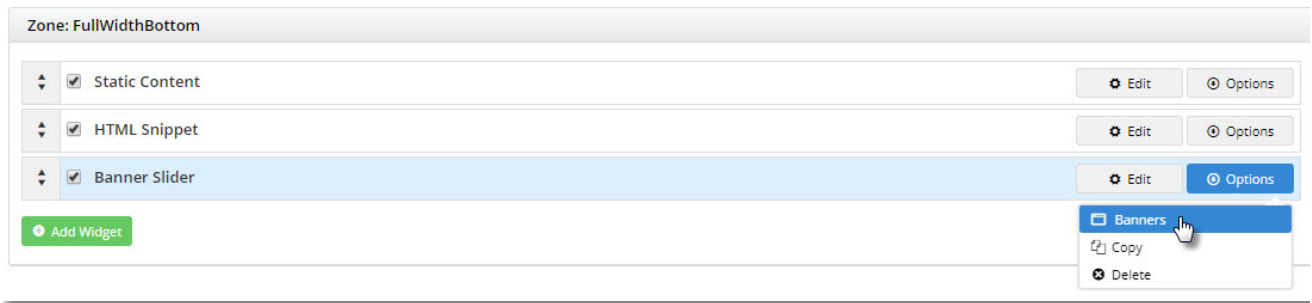 Zone: FullWidthBottom
Static Content Edit Options
HTML Snippet Edit Options
Banner Slider Edit Options
Add Widget
Banners
Copy
Delete